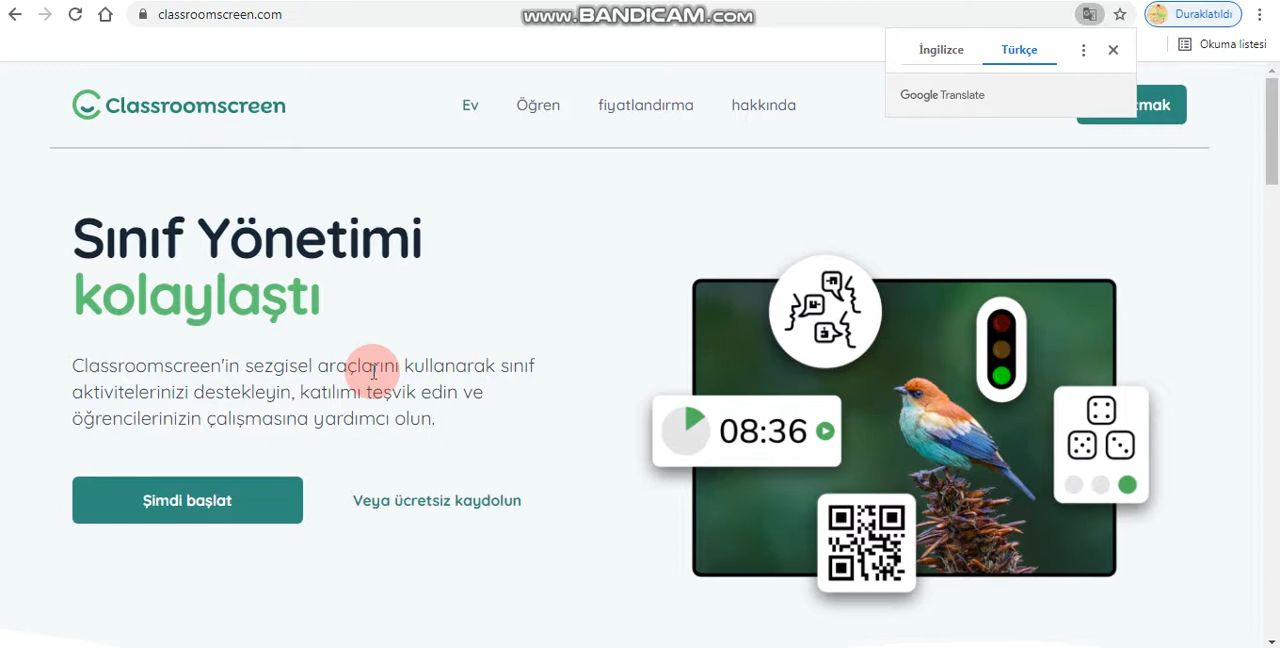 classroomscreen.com
www.BANDICAM.com
Duraklatıldı
İngilizce
Türkçe
Okuma listesi
Google Translate
Classroomscreen
Ev
Öğren
fiyatlandırma
hakkında
Sınıf Yönetimi
kolaylaştı
Classroomscreen'in sezgisel araçlarını kullanarak sınıf
aktivitelerinizi destekleyin, katılımı teşvik edin ve
öğrencilerinizin çalışmasına yardımcı olun.
08:36
Şimdi başlat
Veya ücretsiz kaydolun